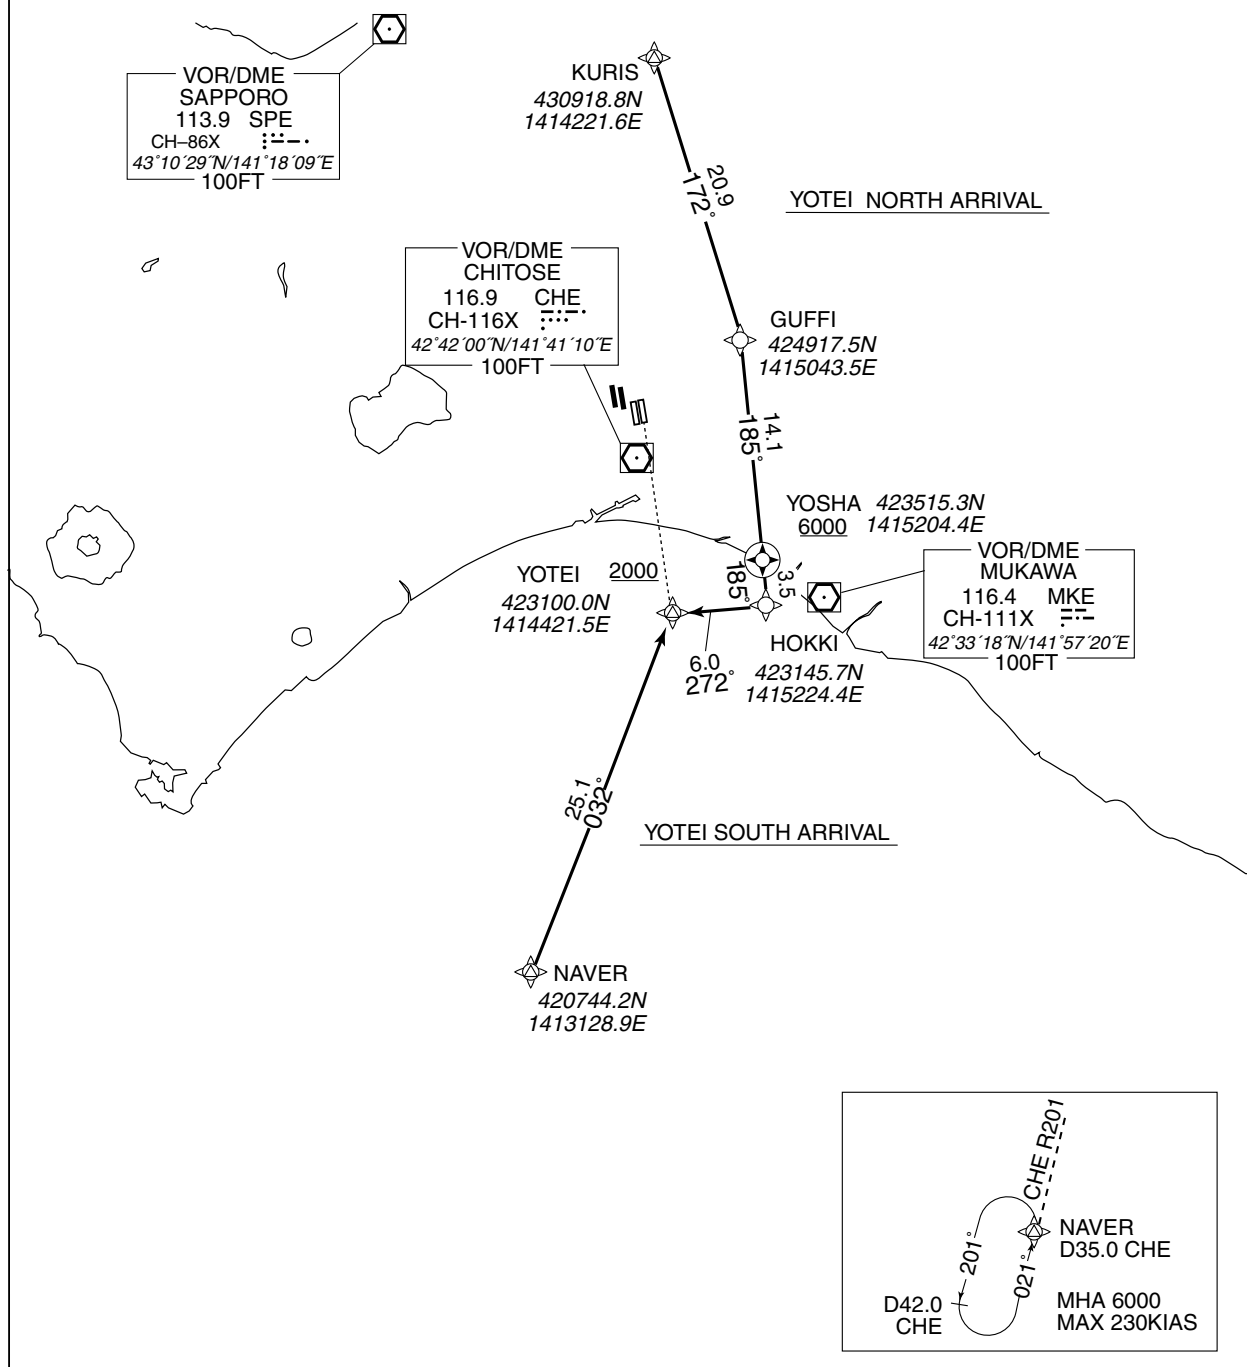 VOR/DME
SAPPORO
113.9 SPE
CH–86X
43°10´29˝N/141°18´09˝E
100FT
KURIS
430918.8N
1414221.6E
20.9
172°
YOTEI NORTH ARRIVAL
VOR/DME
CHITOSE
116.9 CHE
CH-116X
42°42´00˝N/141°41´10˝E
100FT
GUFFI
424917.5N
1415043.5E
14.1
185°
YOSHA 423515.3N
6000 1415204.4E
VOR/DME
MUKAWA
116.4 MKE
CH-111X
42°33´18˝N/141°57´20˝E
100FT
YOTEI 2000
423100.0N
1414421.5E
185°
3.5
HOKKI
423145.7N
1415224.4E
6.0
272°
25.1
032°
YOTEI SOUTH ARRIVAL
NAVER
420744.2N
1413128.9E
CHE R201
NAVER
D35.0 CHE
201°
021°
D42.0
CHE
MHA 6000
MAX 230KIAS